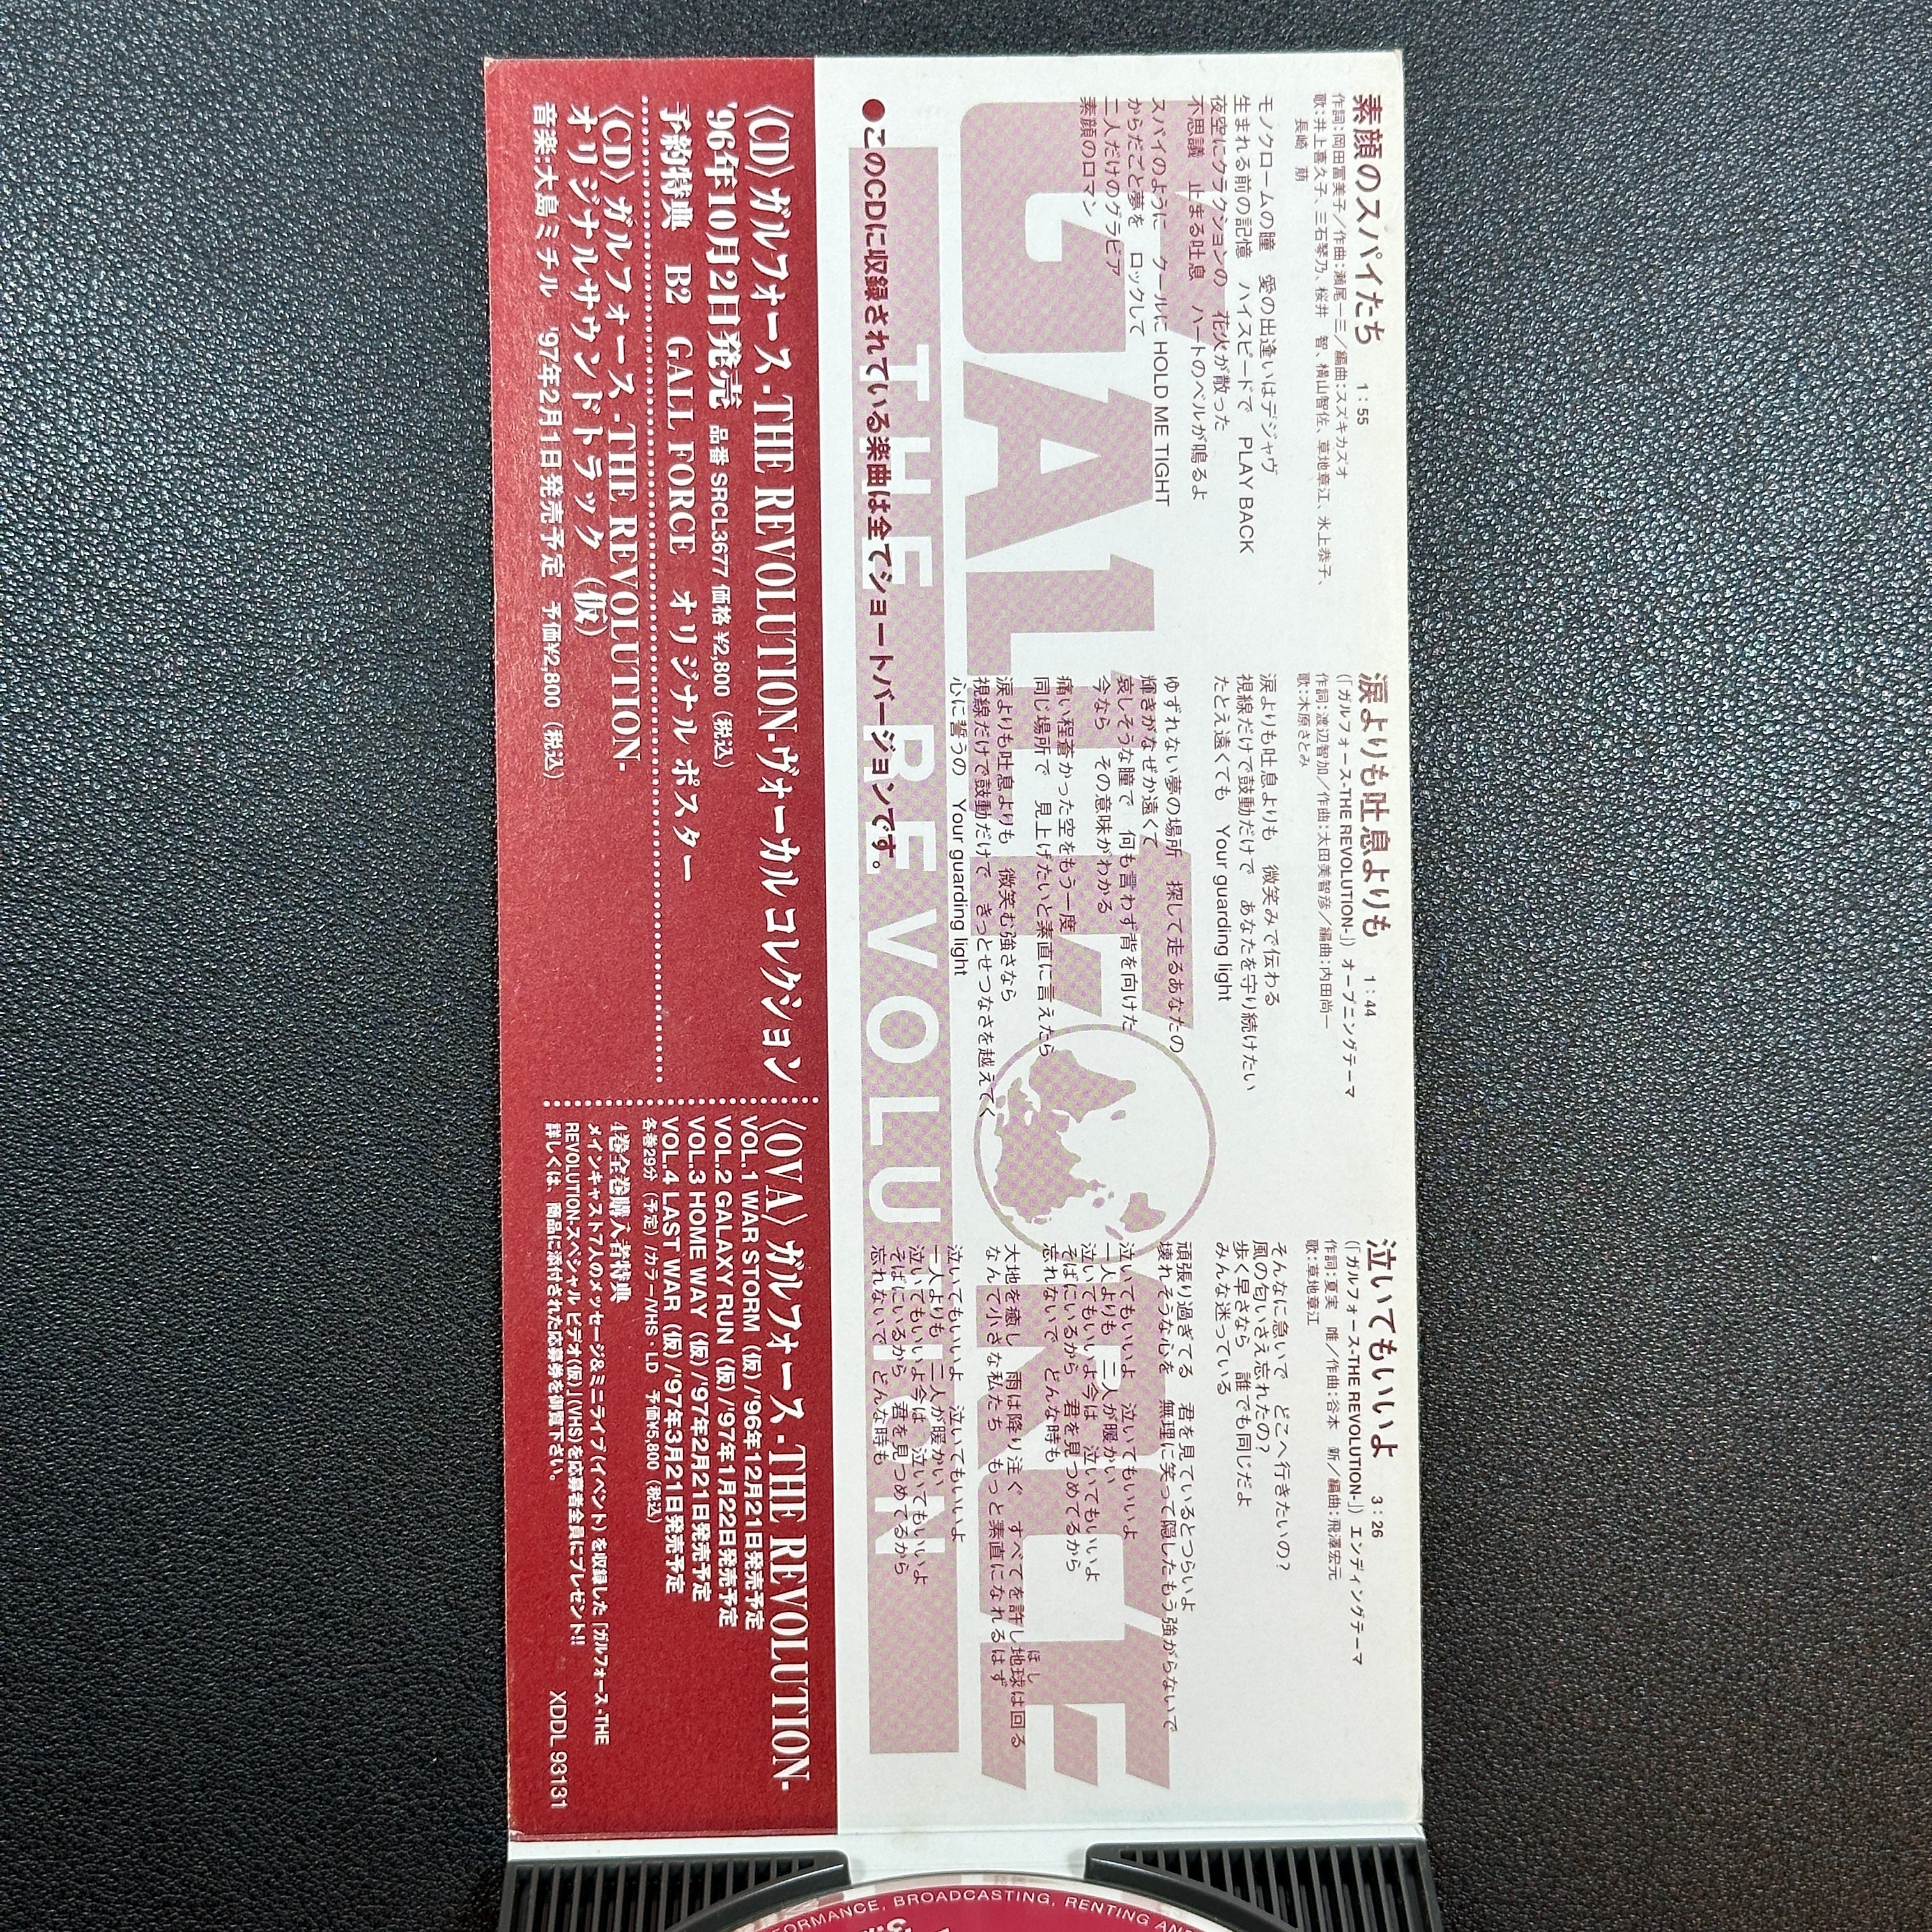 素顔のスパイたち 1:55
作詞:岡田冨美子/作曲:瀬尾一三/編曲:スズキカズオ
歌:井上喜久子、三石琴乃、桜井 智、横山智佐、草地章江、氷上恭子、
長崎 萠
モノクロームの瞳 愛の出逢いはデジャヴ
生まれる前の記憶 ハイスピードで PLAY BACK
夜空にクラクションの 花火が散った
不思議 止まる吐息 ハートのベルが鳴るよ
スパイのように クールに HOLD ME TIGHT
からだごと夢を ロックして
二人だけのグラビア
素顔のロマン
涙よりも吐息よりも 1:44
(「ガルフォース-THE REVOLUTION-」) オープニングテーマ
作詞:渡辺智加/作曲:太田美智彦/編曲:内田尚一
歌:木原さとみ
涙よりも吐息よりも 微笑みで伝わる
視線だけで鼓動だけで あなたを守り続けたい
たとえ遠くても Your guarding light
ゆずれない夢の場所 探して走るあなたの
輝きがなぜか遠くて
哀しそうな瞳で 何も言わず背を向けた
今なら その意味がわかる
痛い程蒼かった空をもう一度
同じ場所で 見上げたいと素直に言えたら
涙よりも吐息よりも 微笑む強さなら
視線だけで鼓動だけで きっとせつなさを越えてく
心に誓うの Your guarding light
泣いてもいいよ 3:26
(「ガルフォース-THE REVOLUTION-」) エンディングテーマ
作詞:夏実 唯/作曲:谷本 新/編曲:飛澤宏元
歌:草地章江
そんなに急いで どこへ行きたいの?
風の匂いさえ忘れたの?
歩く早さなら 誰でも同じだよ
みんな迷っている
頑張り過ぎてる 君を見ているとつらいよ
壊れそうな心を 無理に笑って隠したもう強がらないで
泣いてもいいよ 泣いてもいいよ
一人よりも 二人が暖かい
泣いてもいいよ今は 泣いてもいいよ
そばにいるから 君を見つめてるから
忘れないで どんな時も
大地を癒し 雨は降り注ぐ すべてを許し地球は回る
ほし
なんて小さな私たち もっと素直になれるはず
泣いてもいいよ 泣いてもいいよ
一人よりも 二人が暖かい
泣いてもいいよ今は 泣いてもいいよ
そばにいるから 君を見つめてるから
忘れないで どんな時も
GALL FORCE
THE REVOLUTION
●このCDに収録されている楽曲は全てショートバージョンです。
〈CD〉ガルフォース-THE REVOLUTION-ヴォーカルコレクション
'96年10月2日発売 品番 SRCL3677 価格 ¥2,800(税込)
予約特典 B2 GALL FORCE オリジナルポスター
〈CD〉ガルフォース-THE REVOLUTION-
オリジナルサウンドトラック(仮)
音楽:大島ミチル '97年2月1日発売予定 予価¥2,800(税込)
〈OVA〉ガルフォース-THE REVOLUTION-
VOL.1 WAR STORM(仮)/'96年12月21日発売予定
VOL.2 GALAXY RUN(仮)/'97年1月22日発売予定
VOL.3 HOME WAY(仮)/'97年2月21日発売予定
VOL.4 LAST WAR(仮)/'97年3月21日発売予定
各巻29分(予定)/カラー/VHS・LD 予価¥5,800(税込)
4巻全巻購入者特典
メインキャスト7人のメッセージ&ミニライブ(イベント)を収録した「ガルフォース-THE
REVOLUTION-スペシャルビデオ(仮)」(VHS)を応募者全員にプレゼント!!
詳しくは、商品に添付された応募券を御覧下さい。
XDDL 93131
PERFORMANCE, BROADCASTING, RENTING AND